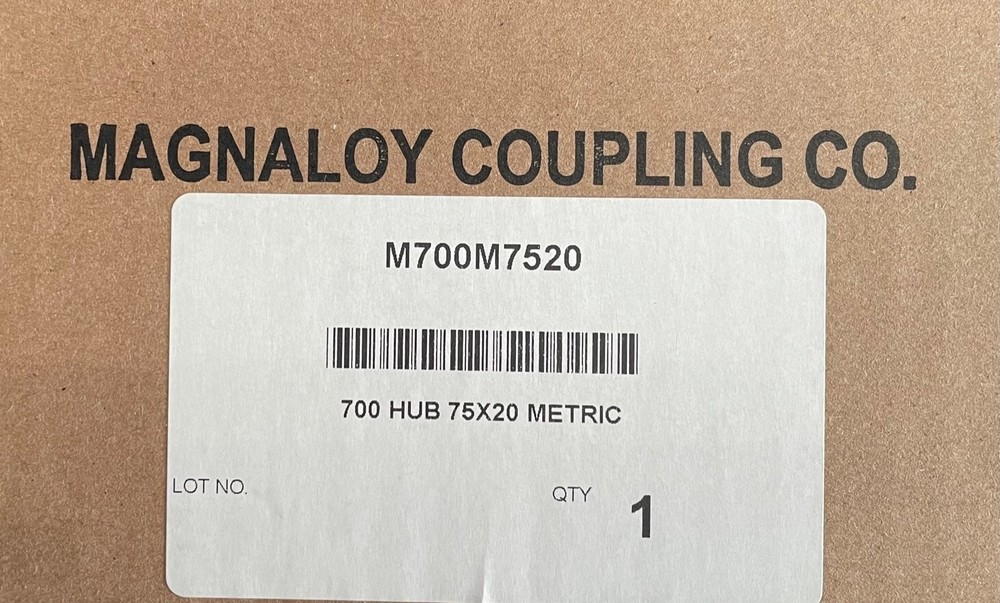 MAGNALOY COUPLING CO.
M700M7520
700 HUB 75X20 METRIC
LOT NO.
QTY 1